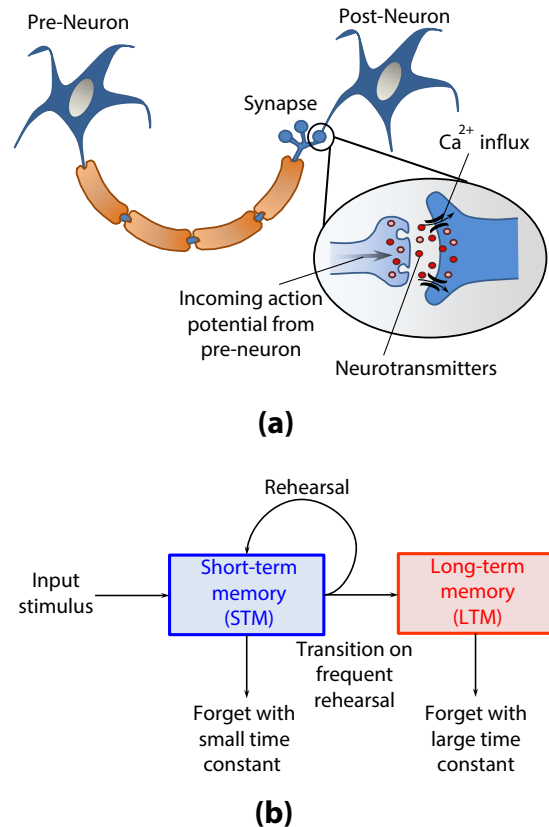 Pre-Neuron
Post-Neuron
Synapse
Ca2+ influx
Incoming action
potential from
pre-neuron
Neurotransmitters
(a)
Rehearsal
Input
stimulus
Short-term
memory
(STM)
Long-term
memory
(LTM)
Transition on
frequent
rehearsal
Forget with
small time
constant
Forget with
large time
constant
(b)